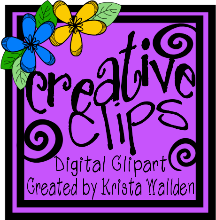 creative
clips
Digital Clipart
Created by Krista Wallden